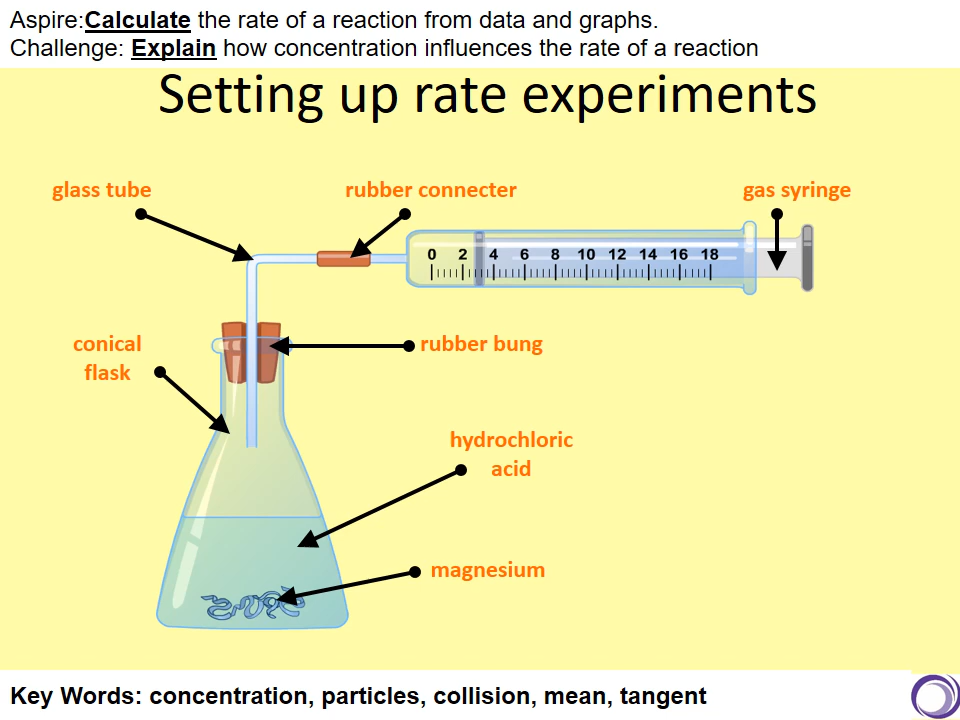 Aspire:Calculate the rate of a reaction from data and graphs.
Challenge: Explain how concentration influences the rate of a reaction
Setting up rate experiments
glass tube
rubber connecter
gas syringe
0 2 4 6 8 10 12 14 16 18
conical
flask
rubber bung
hydrochloric
acid
magnesium
Key Words: concentration, particles, collision, mean, tangent